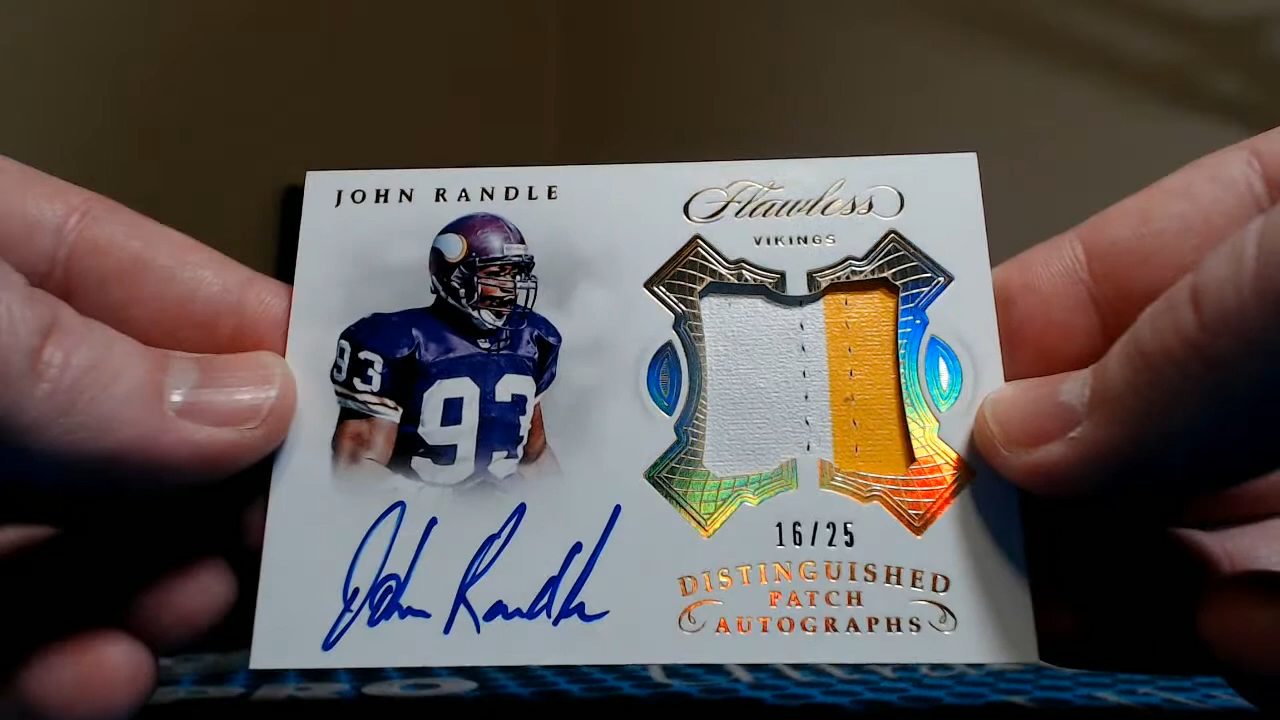 JOHN RANDLE
Flawless
VIKINGS
93
93
John Randle
16/25
DISTINGUISHED
PATCH
AUTOGRAPHS